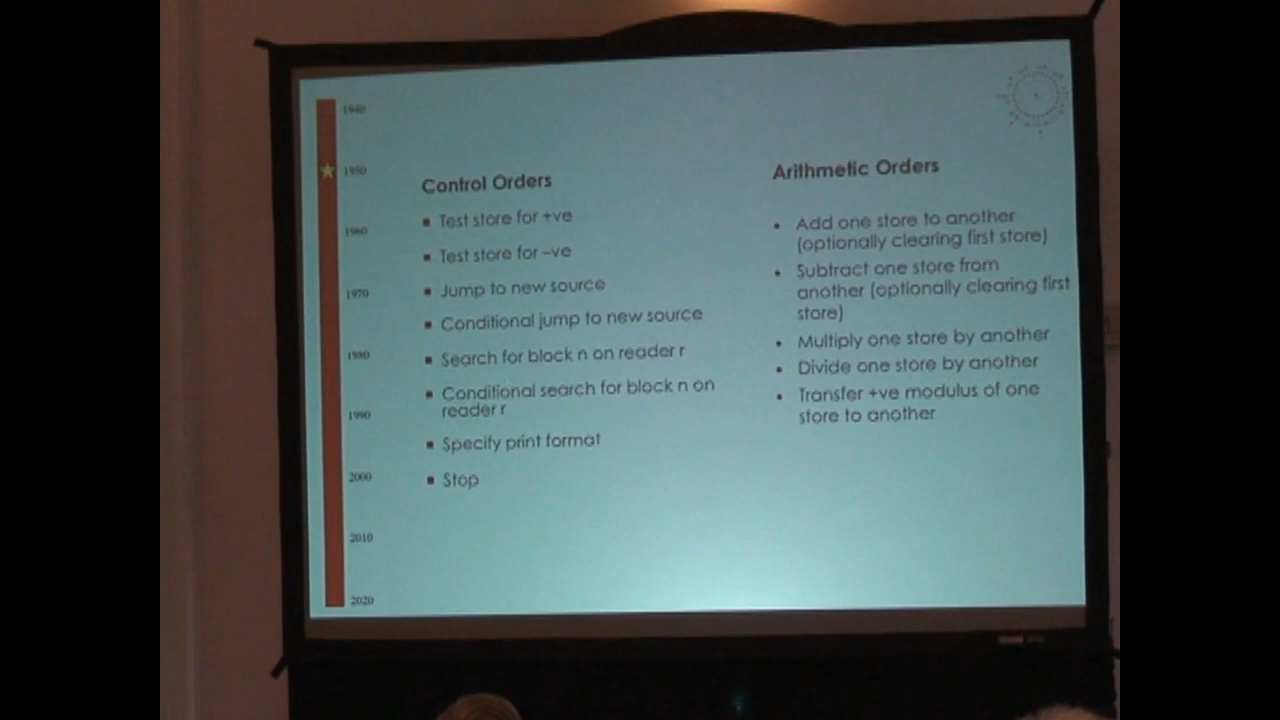 1940
1950
1960
1970
1980
1990
2000
2010
2020
Control Orders
Test store for +ve
Test store for –ve
Jump to new source
Conditional jump to new source
Search for block n on reader r
Conditional search for block n on
reader r
Specify print format
Stop
Arithmetic Orders
Add one store to another
(optionally clearing first store)
Subtract one store from
another (optionally clearing first
store)
Multiply one store by another
Divide one store by another
Transfer +ve modulus of one
store to another